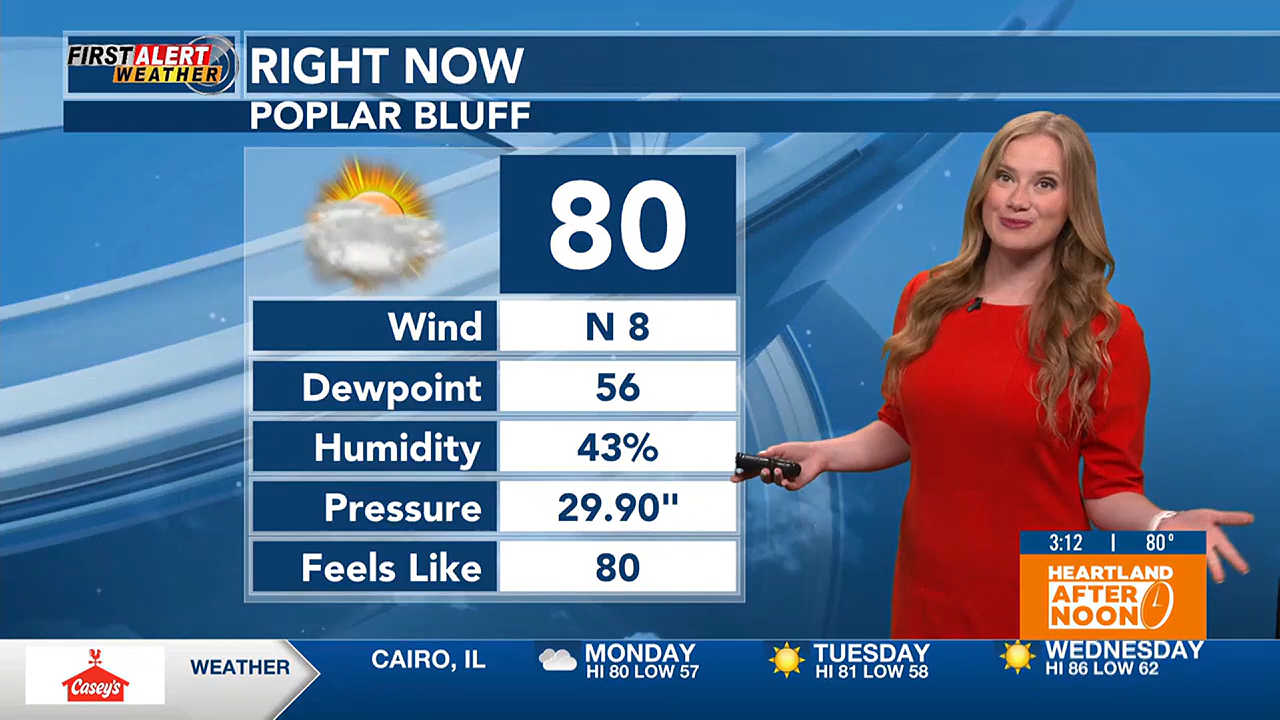 FIRST ALERT
WEATHER
RIGHT NOW
POPLAR BLUFF
80
Wind N 8
Dewpoint 56
Humidity 43%
Pressure 29.90"
Feels Like 80
3:12 | 80°
HEARTLAND
AFTER
NOON
Casey's
WEATHER
CAIRO, IL
MONDAY
HI 80 LOW 57
TUESDAY
HI 81 LOW 58
WEDNESDAY
HI 86 LOW 62